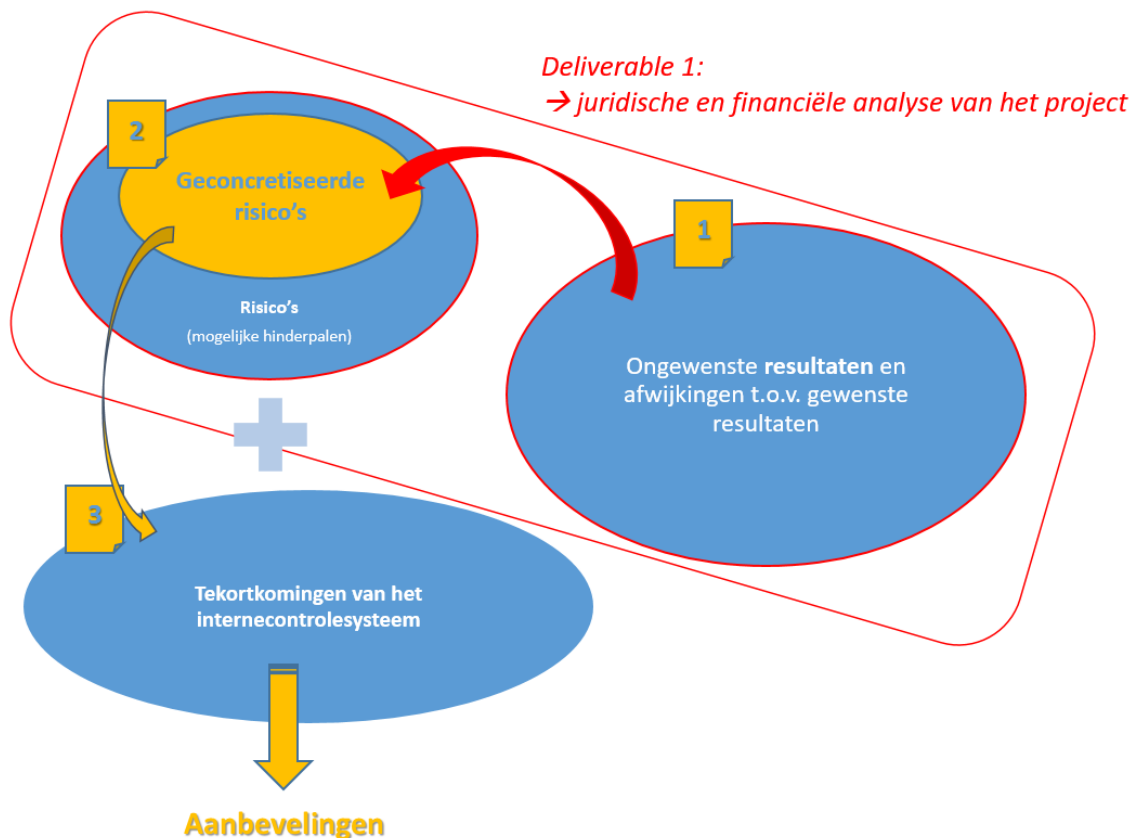 Deliverable 1:
→ juridische en financiële analyse van het project
2
Geconcretiseerde
risico's
Risico's
(mogelijke hinderpalen)
1
Ongewenste resultaten en
afwijkingen t.o.v. gewenste
resultaten
3
Tekortkomingen van het
internecontrolesysteem
Aanbevelingen